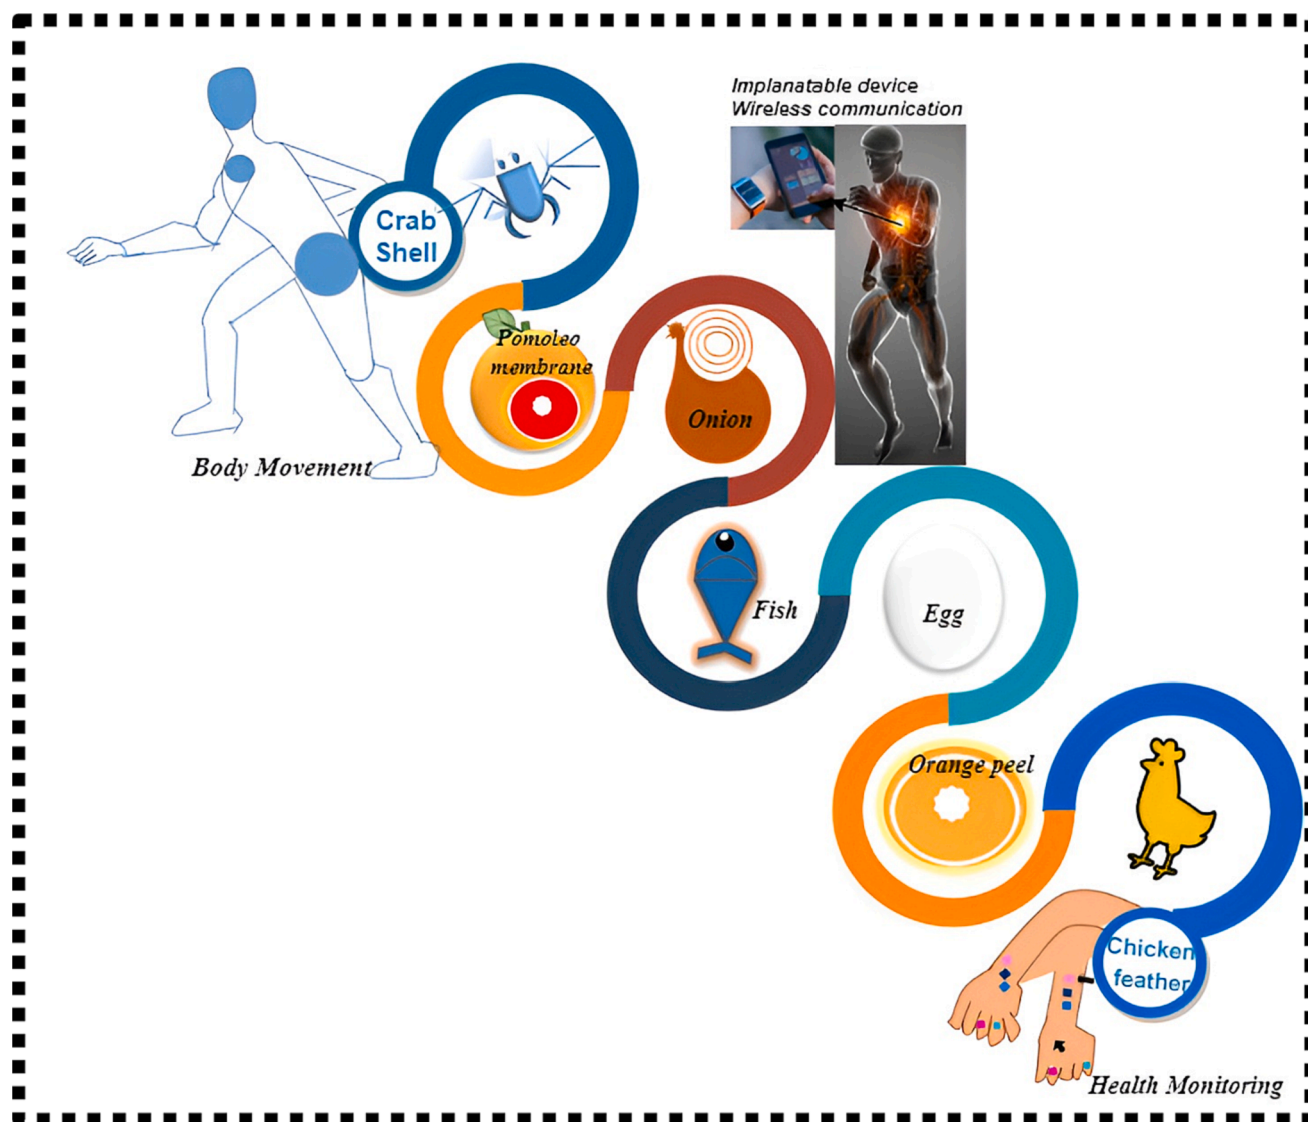 Implanatable device
Wireless communication
Crab
Shell
Pomoleo
membrane
Onion
Body Movement
Fish
Egg
Orange peel
Chicken
feather
Health Monitoring